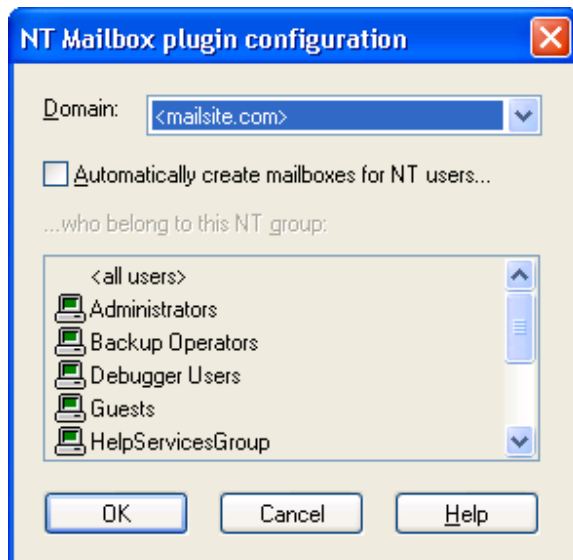 NT Mailbox plugin configuration
Domain: <mailsite.com>
Automatically create mailboxes for NT users...
...who belong to this NT group:
<all users>
Administrators
Backup Operators
Debugger Users
Guests
HelpServicesGroup
OK Cancel Help